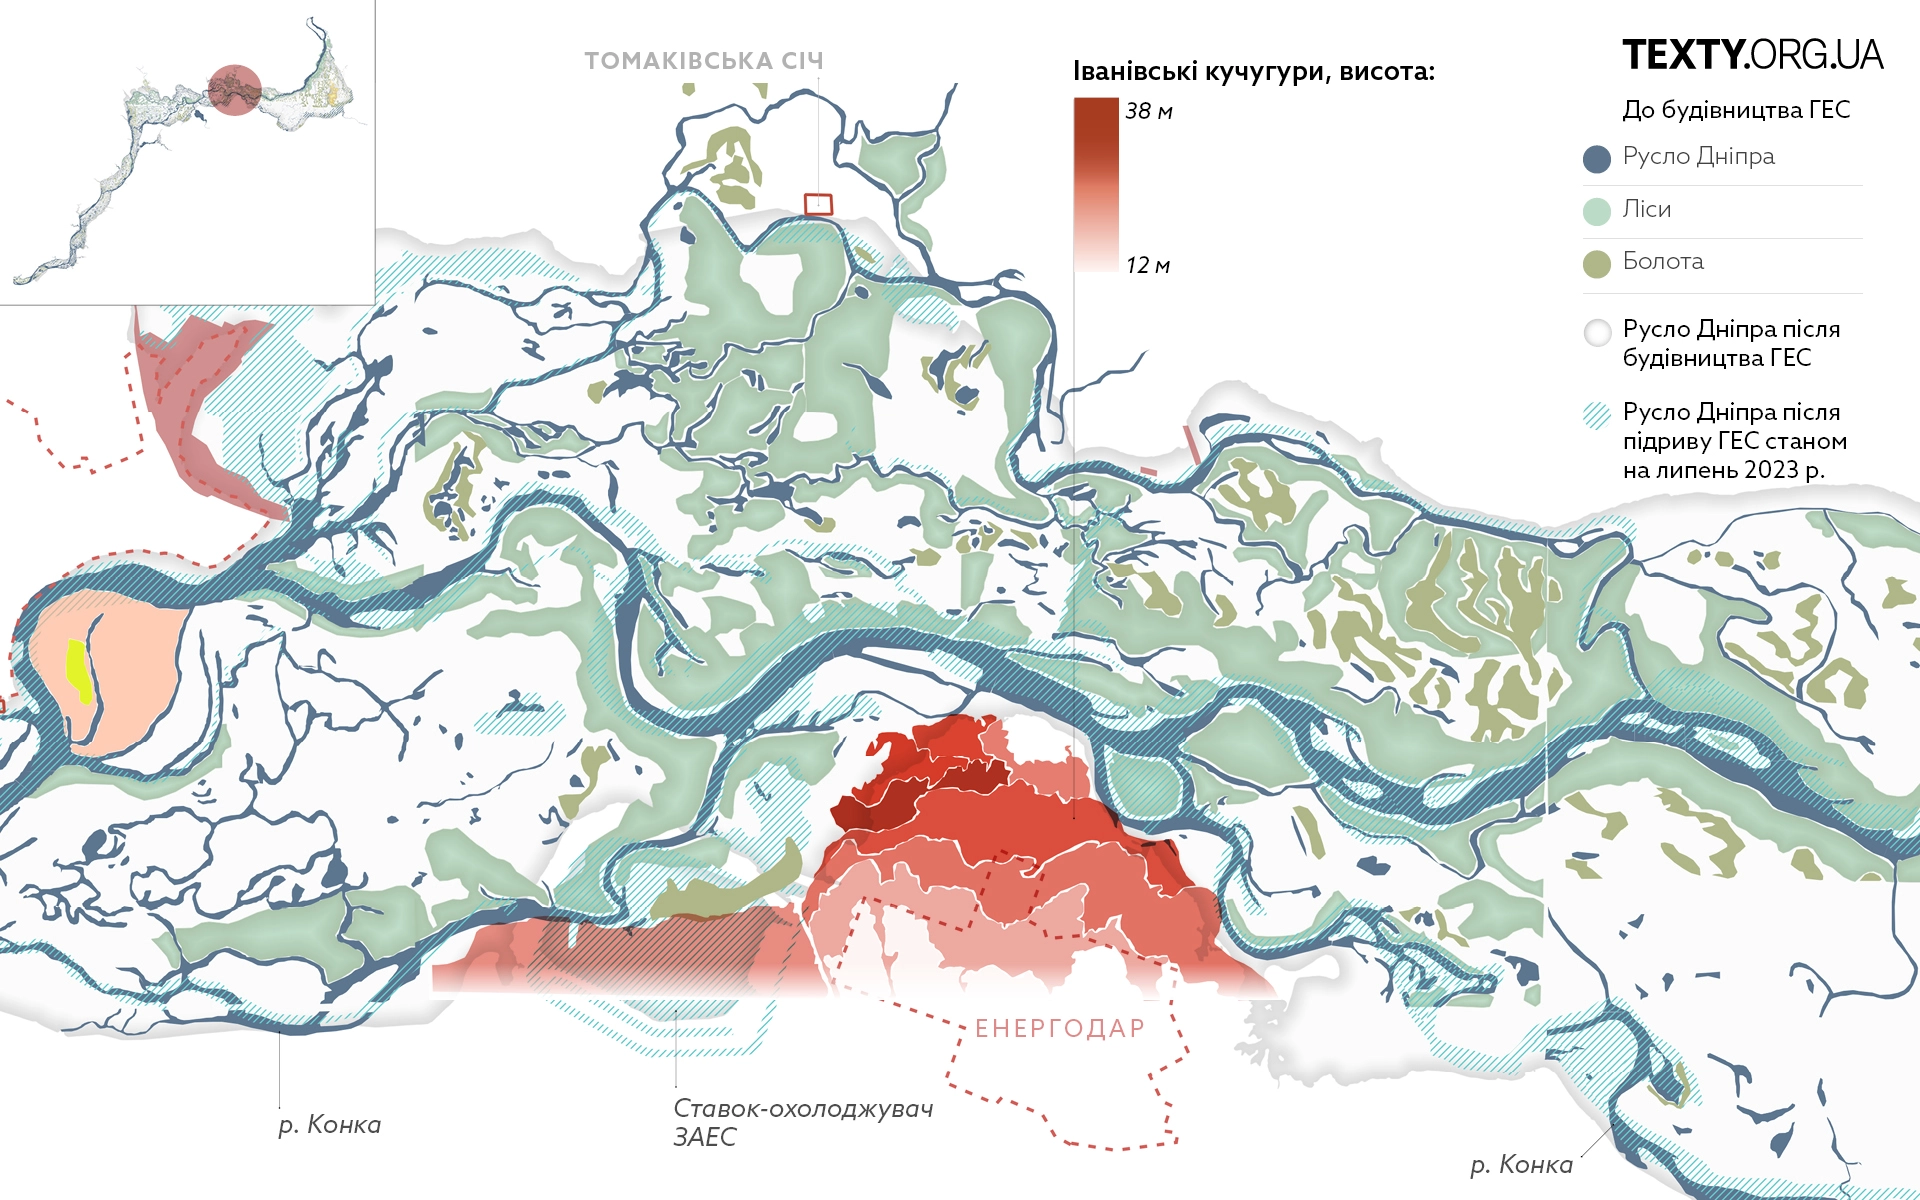 ТОМАКІВСЬКА СІЧ
Іванівські кучугури, висота:
38 м
12 м
TEXTY.ORG.UA
До будівництва ГЕС
Русло Дніпра
Ліси
Болота
Русло Дніпра після
будівництва ГЕС
Русло Дніпра після
підриву ГЕС станом
на липень 2023 р.
ЕНЕРГОДАР
р. Конка
Ставок-охолоджувач
ЗАЕС
р. Конка